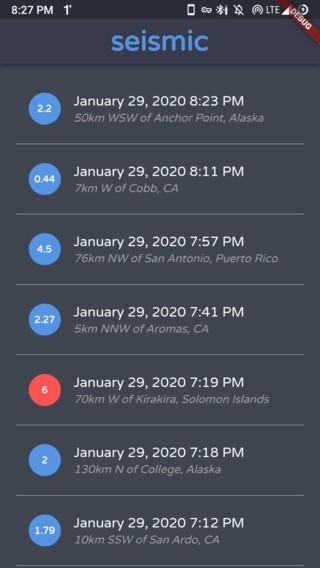 8:27 PM
LTE
DEBUG
seismic
2.2
January 29, 2020 8:23 PM
50km WSW of Anchor Point, Alaska
0.44
January 29, 2020 8:11 PM
7km W of Cobb, CA
4.5
January 29, 2020 7:57 PM
76km NW of San Antonio, Puerto Rico
2.27
January 29, 2020 7:41 PM
5km NNW of Aromas, CA
6
January 29, 2020 7:19 PM
70km W of Kirakira, Solomon Islands
2
January 29, 2020 7:18 PM
130km N of College, Alaska
1.79
January 29, 2020 7:12 PM
10km SSW of San Ardo, CA